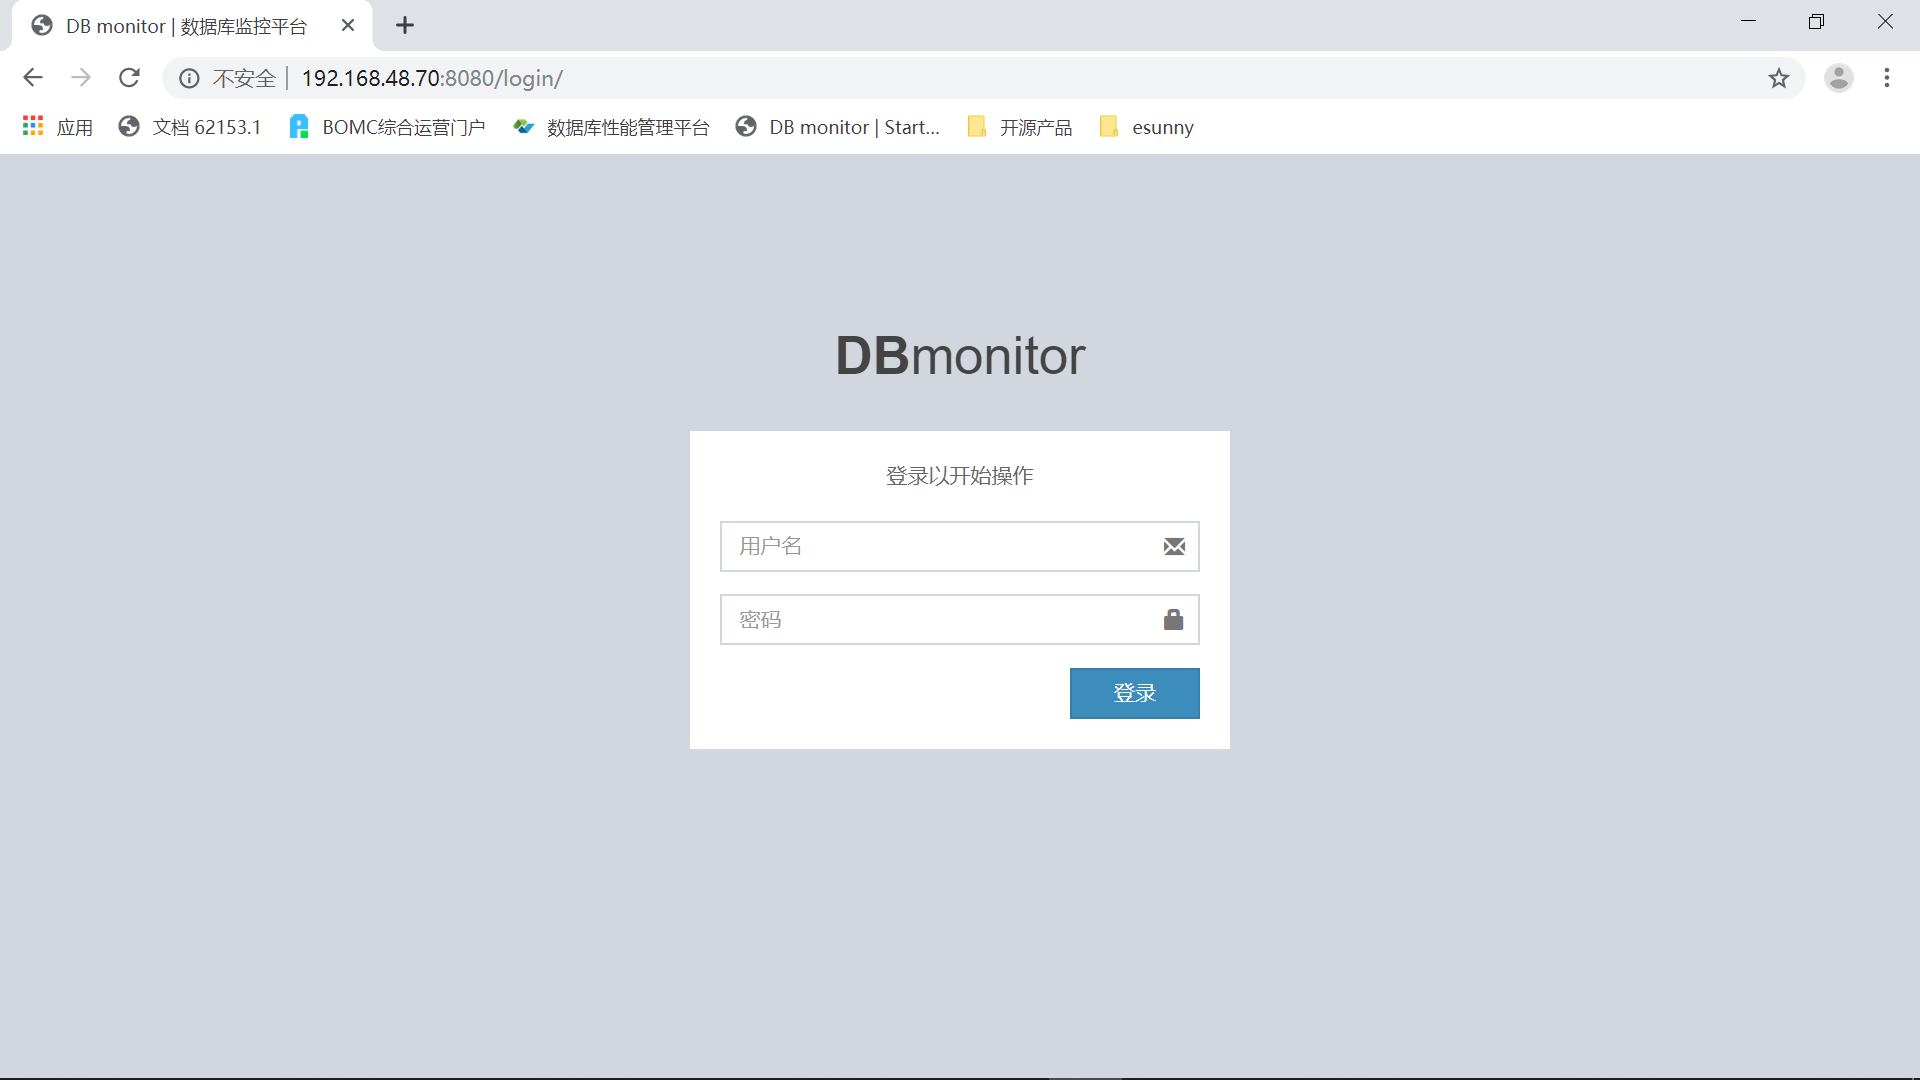 DB monitor | 数据库监控平台
不安全 | 192.168.48.70:8080/login/
应用 文档 62153.1 BOMC综合运营门户 数据库性能管理平台 DB monitor | Start... 开源产品 esunny
DBmonitor
登录以开始操作
用户名
密码
登录